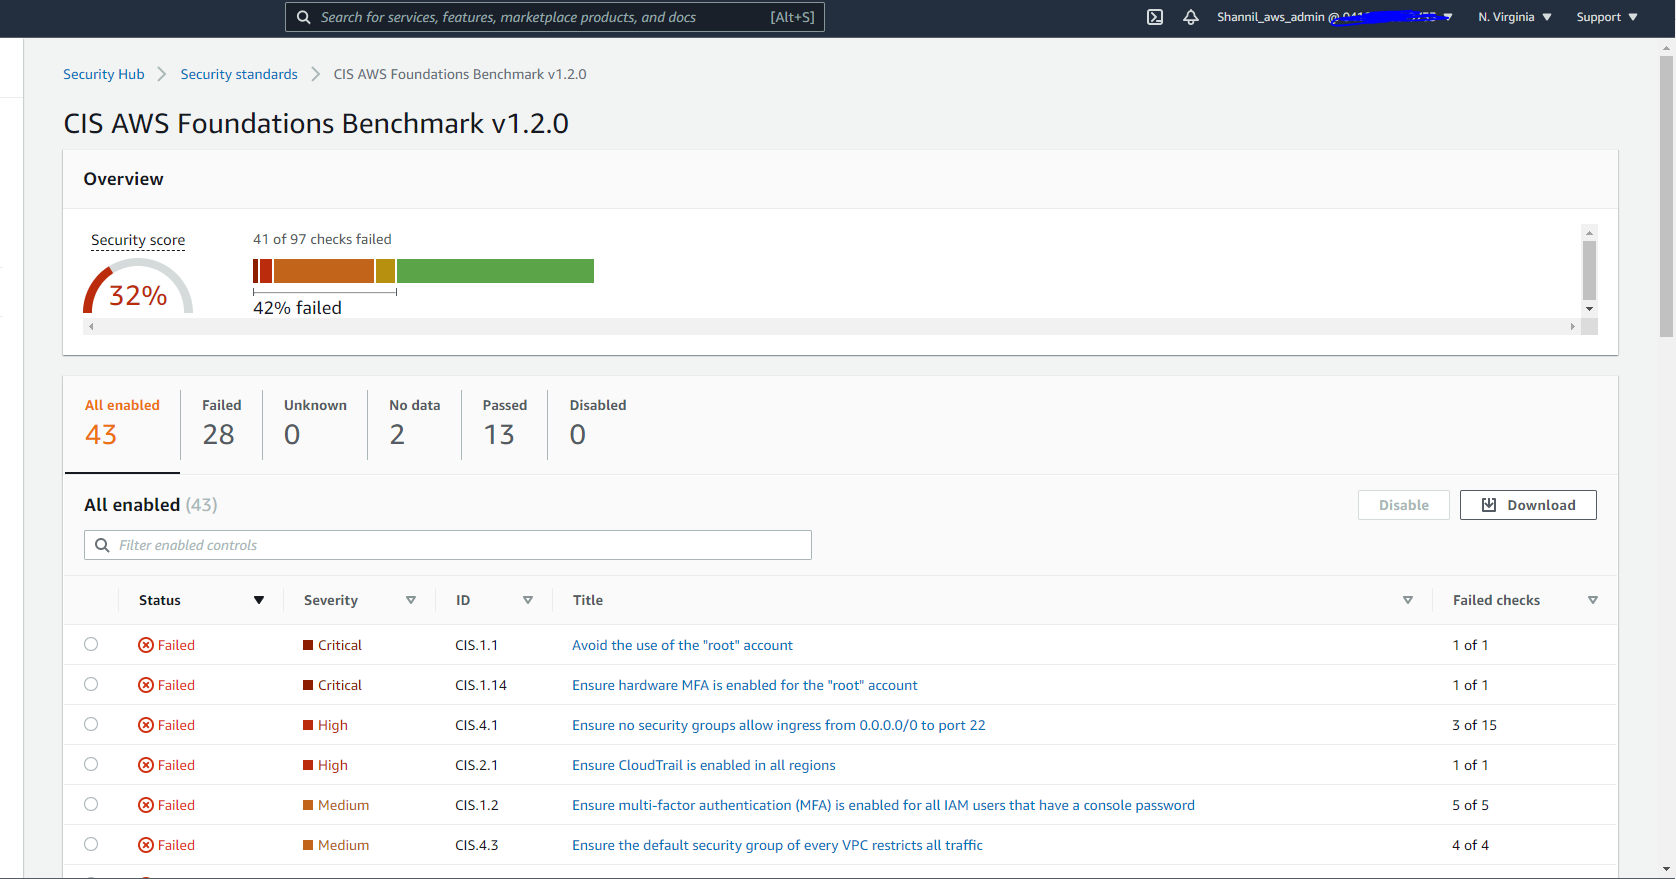 Search for services, features, marketplace products, and docs [Alt+S] Shannil_aws_admin @ N. Virginia Support
Security Hub Security standards CIS AWS Foundations Benchmark v1.2.0
CIS AWS Foundations Benchmark v1.2.0
Overview
Security score
32%
41 of 97 checks failed
42% failed
All enabled Failed Unknown No data Passed Disabled
43 28 0 2 13 0
All enabled (43) Disable Download
Filter enabled controls
Status Severity ID Title Failed checks
Failed Critical CIS.1.1 Avoid the use of the "root" account 1 of 1
Failed Critical CIS.1.14 Ensure hardware MFA is enabled for the "root" account 1 of 1
Failed High CIS.4.1 Ensure no security groups allow ingress from 0.0.0.0/0 to port 22 3 of 15
Failed High CIS.2.1 Ensure CloudTrail is enabled in all regions 1 of 1
Failed Medium CIS.1.2 Ensure multi-factor authentication (MFA) is enabled for all IAM users that have a console password 5 of 5
Failed Medium CIS.4.3 Ensure the default security group of every VPC restricts all traffic 4 of 4